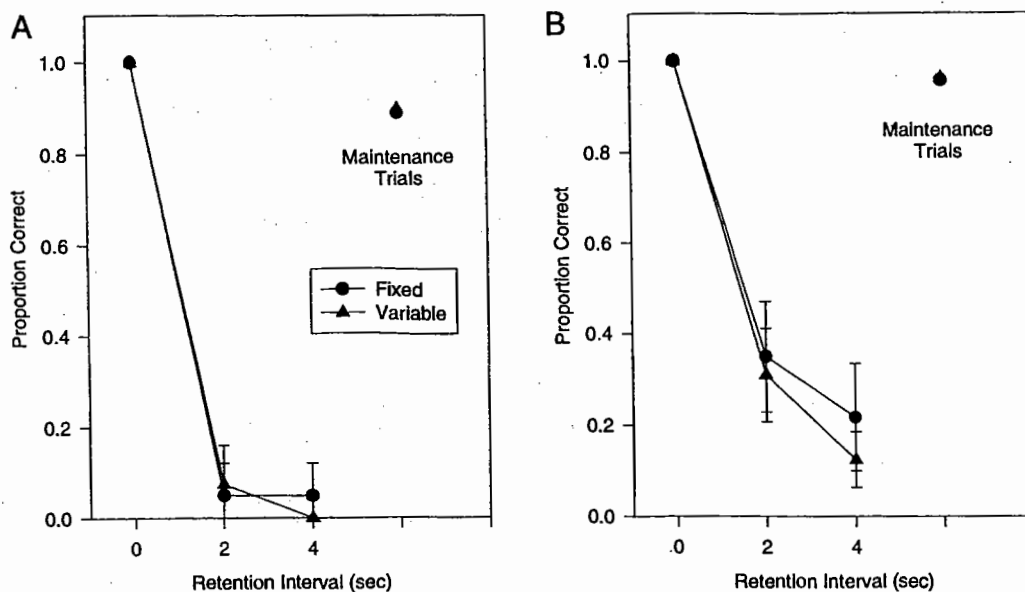 A
1.0
0.8
0.6
0.4
0.2
0.0
Proportion Correct
Maintenance
Trials
Fixed
Variable
0
2
4
Retention Interval (sec)
B
1.0
0.8
0.6
0.4
0.2
0.0
Proportion Correct
Maintenance
Trials
0
2
4
Retention Interval (sec)